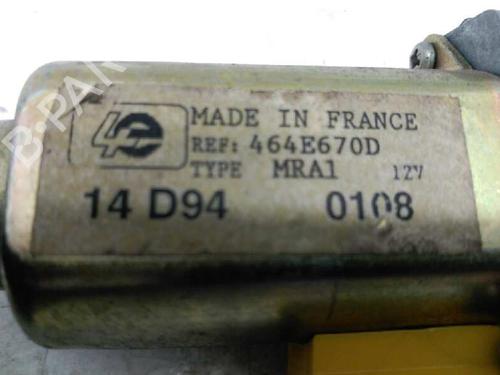 MADE IN FRANCE
REF: 464E670D
TYPE MRA1 12V
14 D94 0108
B-PAR